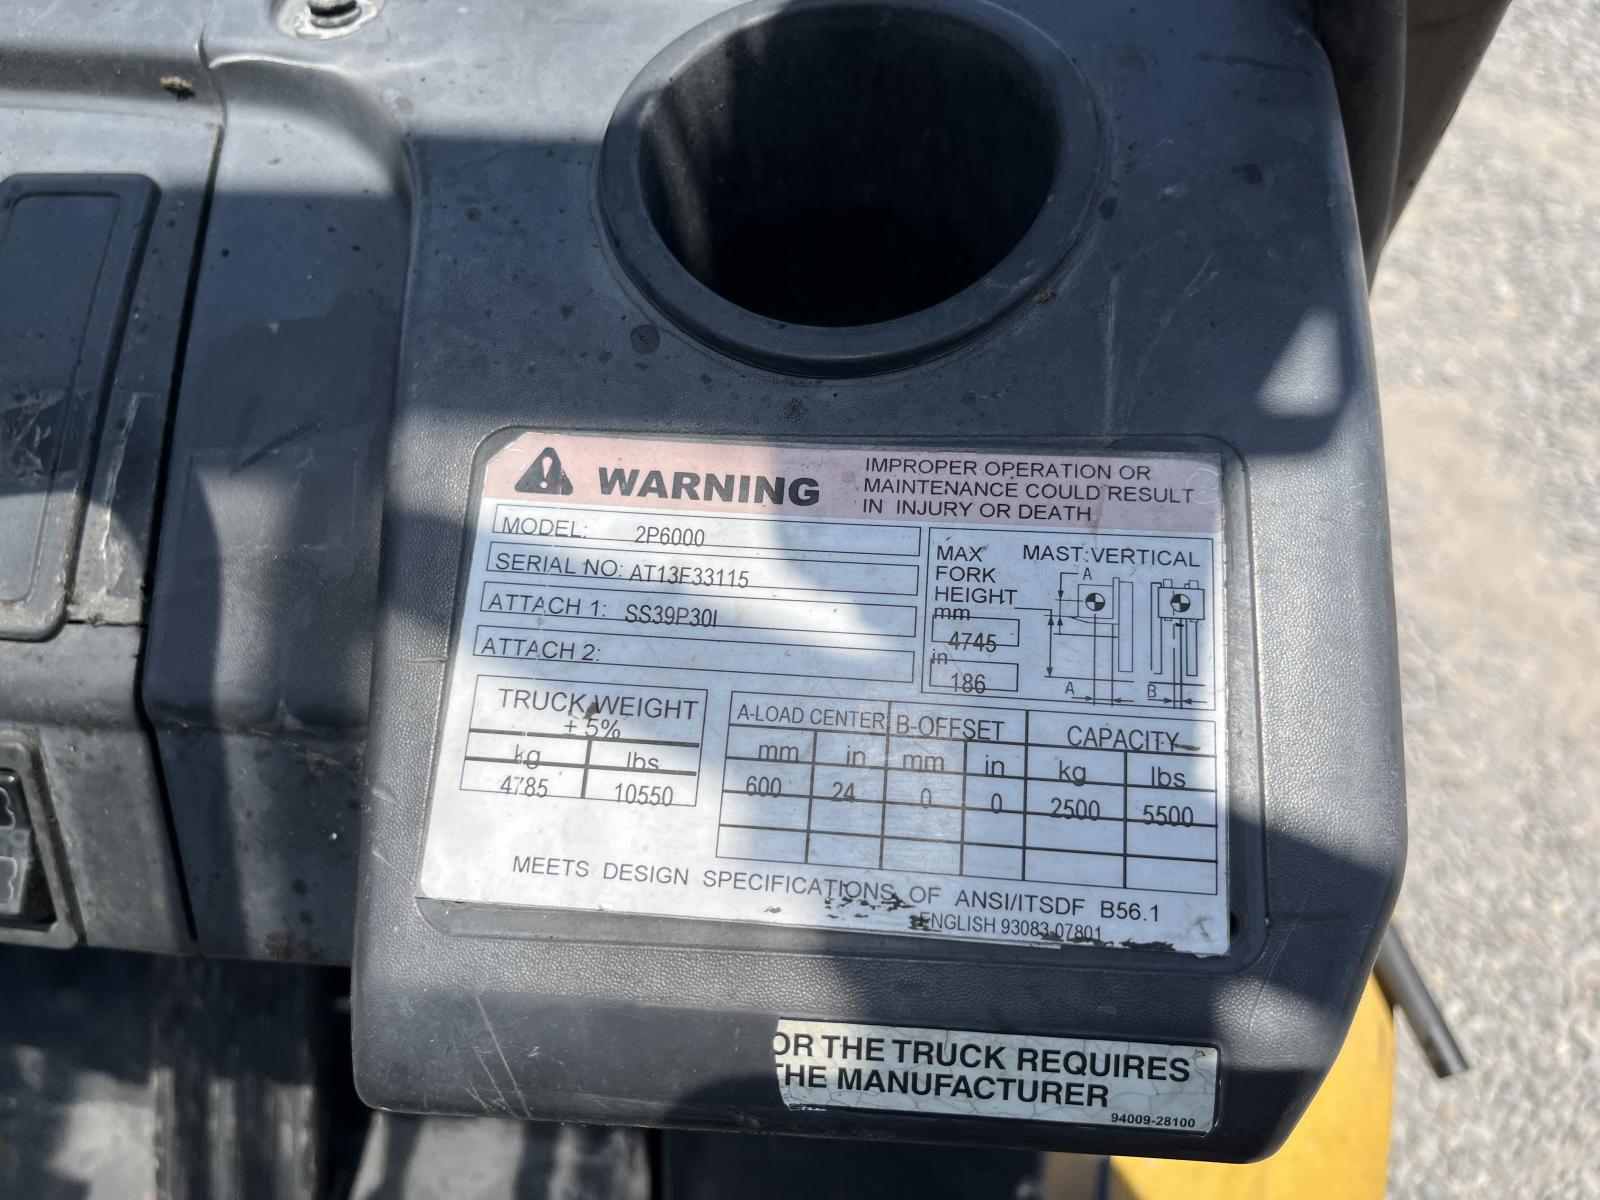 WARNING
IMPROPER OPERATION OR
MAINTENANCE COULD RESULT
IN INJURY OR DEATH
MODEL: 2P6000
SERIAL NO: AT13F33115
ATTACH 1: SS39P30I
ATTACH 2:
MAX
FORK
HEIGHT
mm
4745
in
186
MAST:VERTICAL
A
A
B
TRUCK WEIGHT
± 5%
kg lbs
4785 10550
A-LOAD CENTER B-OFFSET CAPACITY
mm in mm in kg lbs
600 24 0 0 2500 5500
MEETS DESIGN SPECIFICATIONS OF ANSI/ITSDF B56.1
ENGLISH 93083-07801
OR THE TRUCK REQUIRES
THE MANUFACTURER
94009-28100